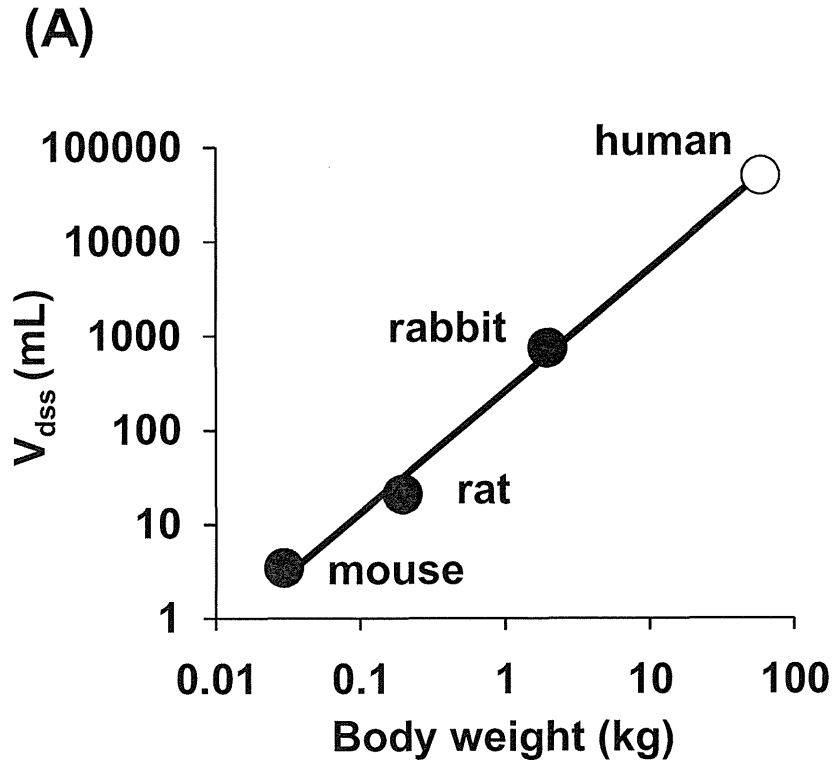 (A)
100000
10000
1000
100
10
1
V_dss (mL)
human
rabbit
rat
mouse
0.01 0.1 1 10 100
Body weight (kg)